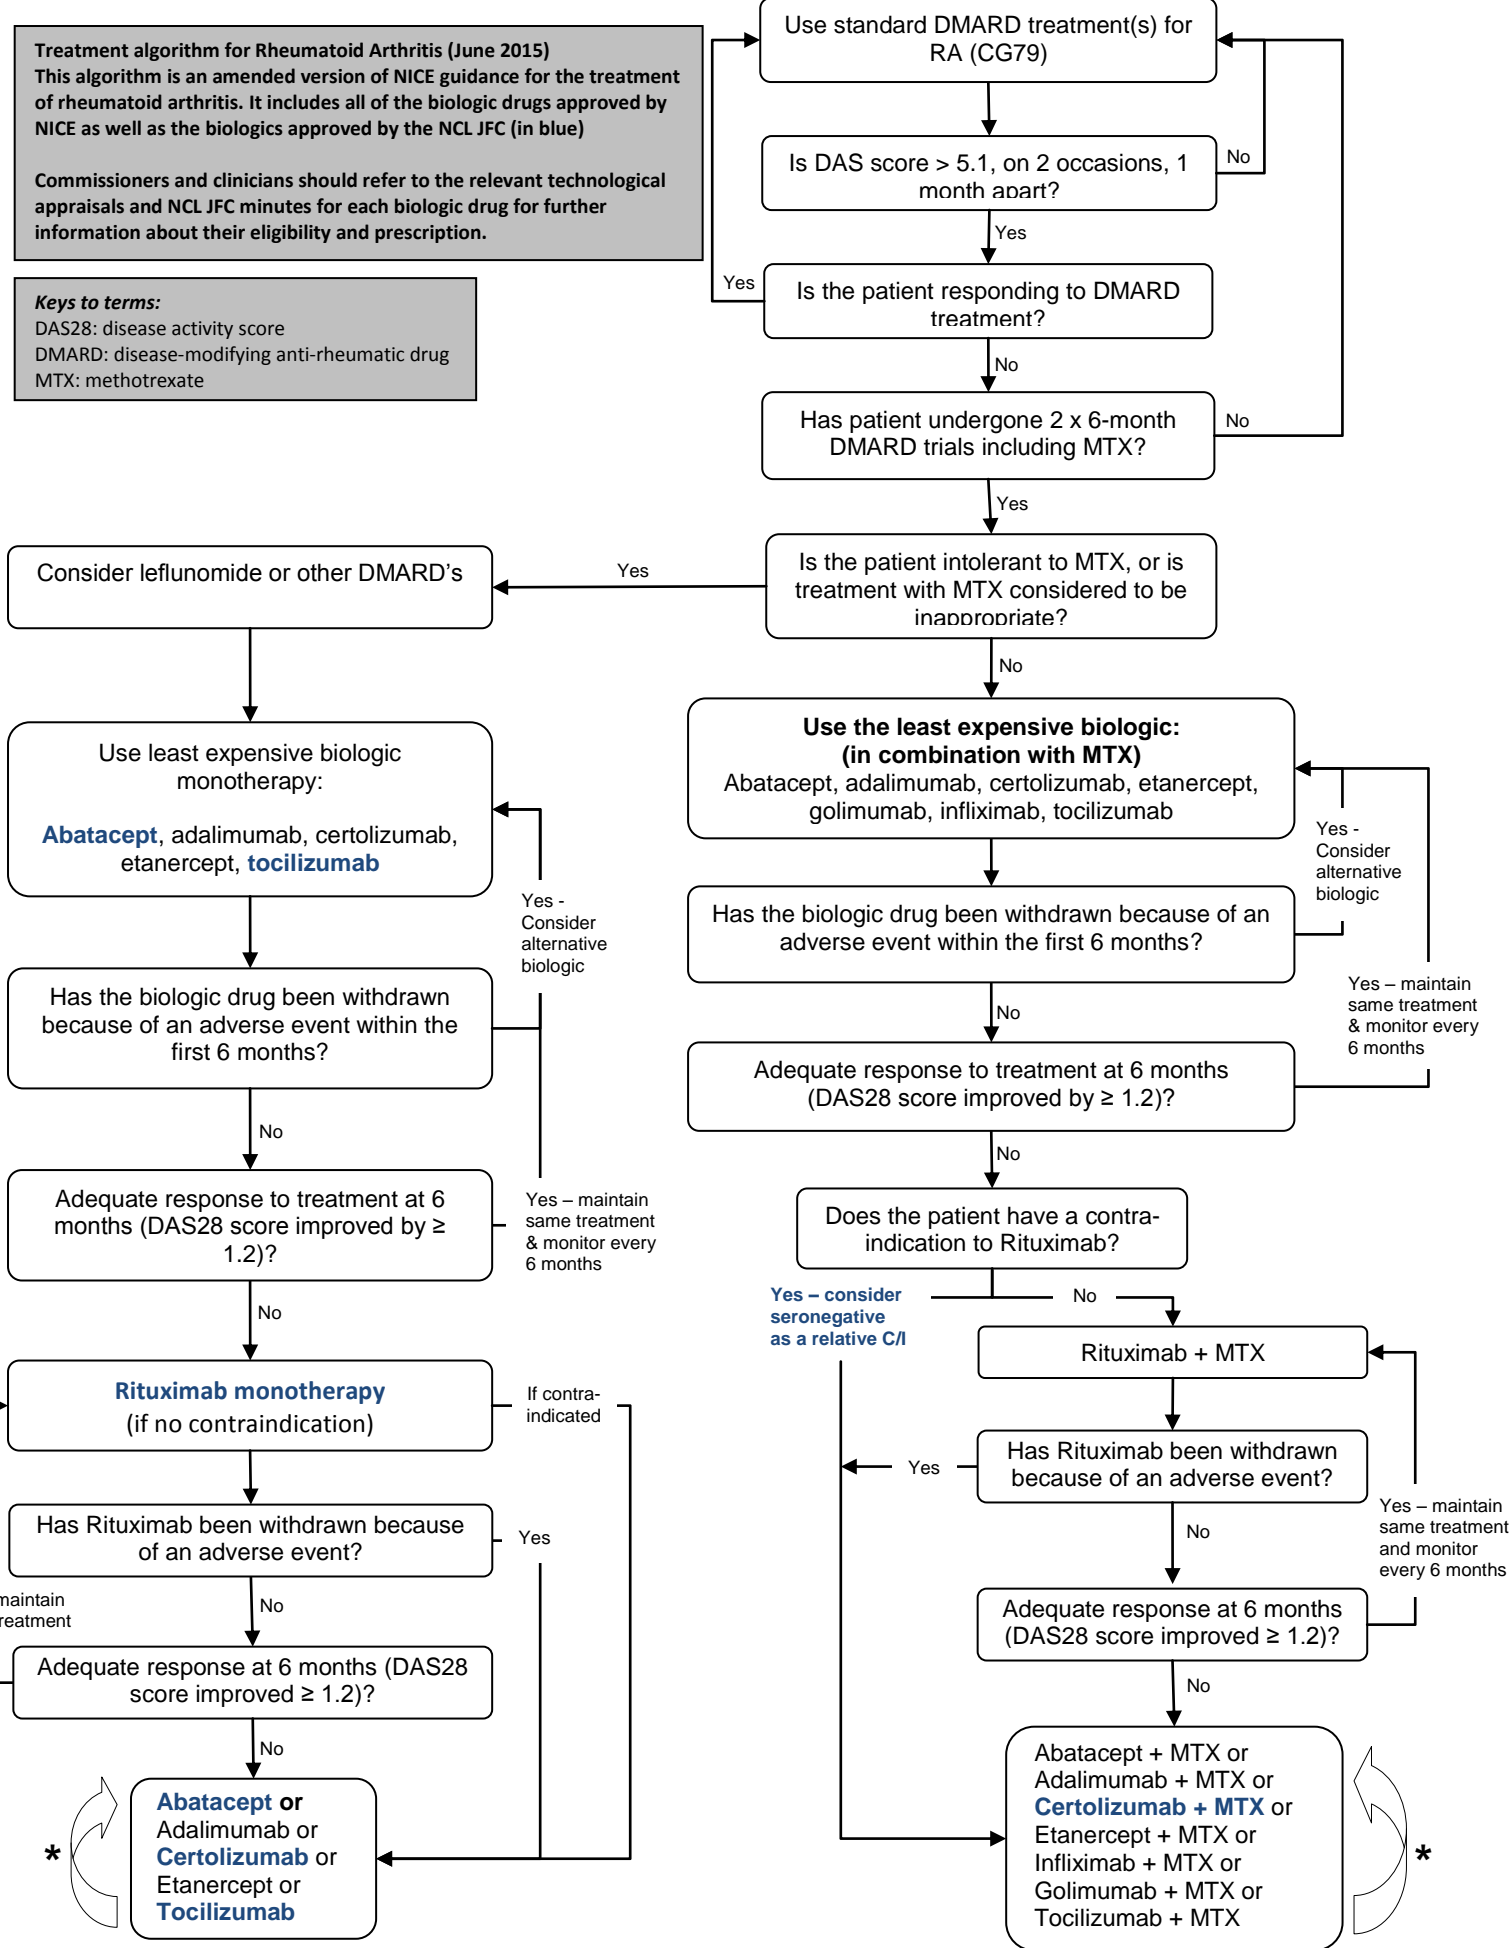 Treatment algorithm for Rheumatoid Arthritis (June 2015)
This algorithm is an amended version of NICE guidance for the treatment
of rheumatoid arthritis. It includes all of the biologic drugs approved by
NICE as well as the biologics approved by the NCL JFC (in blue)
Commissioners and clinicians should refer to the relevant technological
appraisals and NCL JFC minutes for each biologic drug for further
information about their eligibility and prescription.
Keys to terms:
DAS28: disease activity score
DMARD: disease-modifying anti-rheumatic drug
MTX: methotrexate
Use standard DMARD treatment(s) for
RA (CG79)
Is DAS score > 5.1, on 2 occasions, 1
month apart?
No
Yes
Is the patient responding to DMARD
treatment?
Yes
No
Has patient undergone 2 x 6-month
DMARD trials including MTX?
No
Yes
Is the patient intolerant to MTX, or is
treatment with MTX considered to be
inappropriate?
Yes
No
Consider leflunomide or other DMARD's
Use least expensive biologic
monotherapy:
Abatacept, adalimumab, certolizumab,
etanercept, tocilizumab
Yes -
Consider
alternative
biologic
Has the biologic drug been withdrawn
because of an adverse event within the
first 6 months?
No
Adequate response to treatment at 6
months (DAS28 score improved by ≥
1.2)?
Yes – maintain
same treatment
& monitor every
6 months
No
Rituximab monotherapy
(if no contraindication)
If contra-
indicated
Has Rituximab been withdrawn because
of an adverse event?
Yes
No
maintain
reatment
Adequate response at 6 months (DAS28
score improved ≥ 1.2)?
No
Abatacept or
Adalimumab or
Certolizumab or
Etanercept or
Tocilizumab
*
Use the least expensive biologic:
(in combination with MTX)
Abatacept, adalimumab, certolizumab, etanercept,
golimumab, infliximab, tocilizumab
Yes -
Consider
alternative
biologic
Has the biologic drug been withdrawn because of an
adverse event within the first 6 months?
No
Yes – maintain
same treatment
& monitor every
6 months
Adequate response to treatment at 6 months
(DAS28 score improved by ≥ 1.2)?
No
Does the patient have a contra-
indication to Rituximab?
Yes – consider
seronegative
as a relative C/I
No
Rituximab + MTX
Has Rituximab been withdrawn
because of an adverse event?
Yes
No
Yes – maintain
same treatment
and monitor
every 6 months
Adequate response at 6 months
(DAS28 score improved ≥ 1.2)?
No
Abatacept + MTX or
Adalimumab + MTX or
Certolizumab + MTX or
Etanercept + MTX or
Infliximab + MTX or
Golimumab + MTX or
Tocilizumab + MTX
*